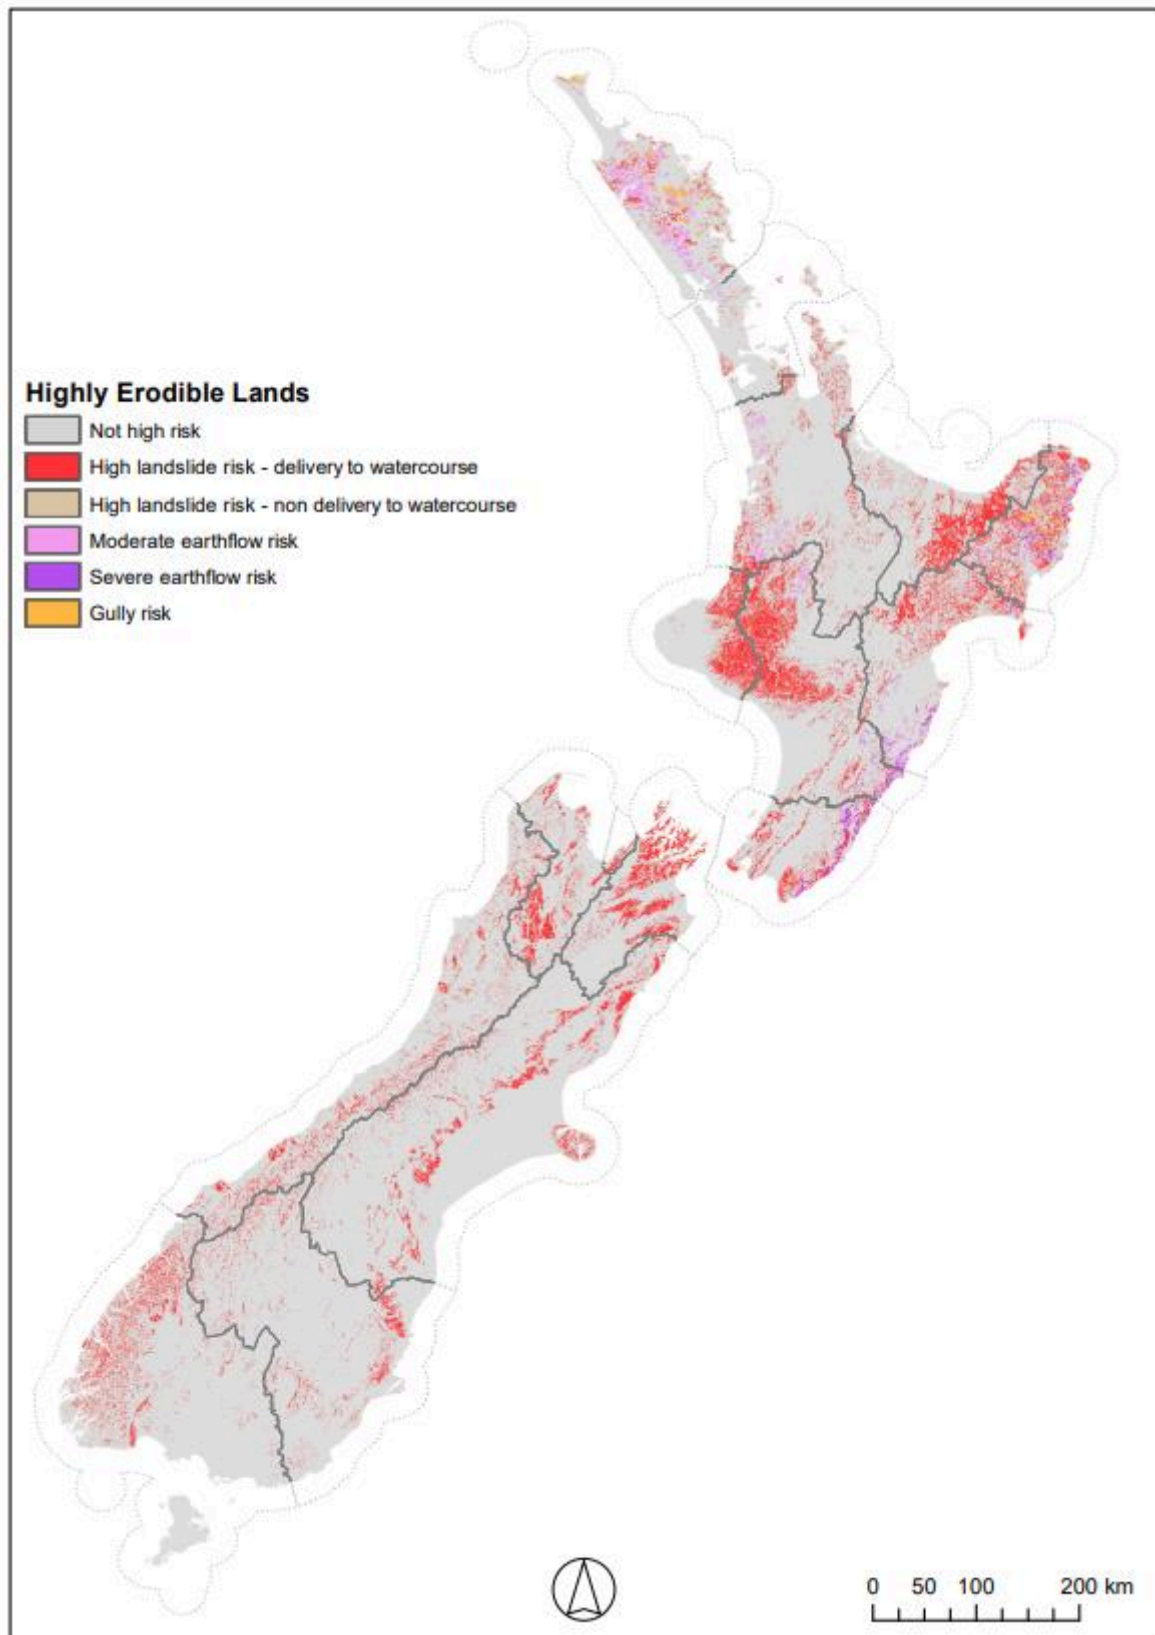 Highly Erodible Lands
Not high risk
High landslide risk - delivery to watercourse
High landslide risk - non delivery to watercourse
Moderate earthflow risk
Severe earthflow risk
Gully risk
0 50 100 200 km